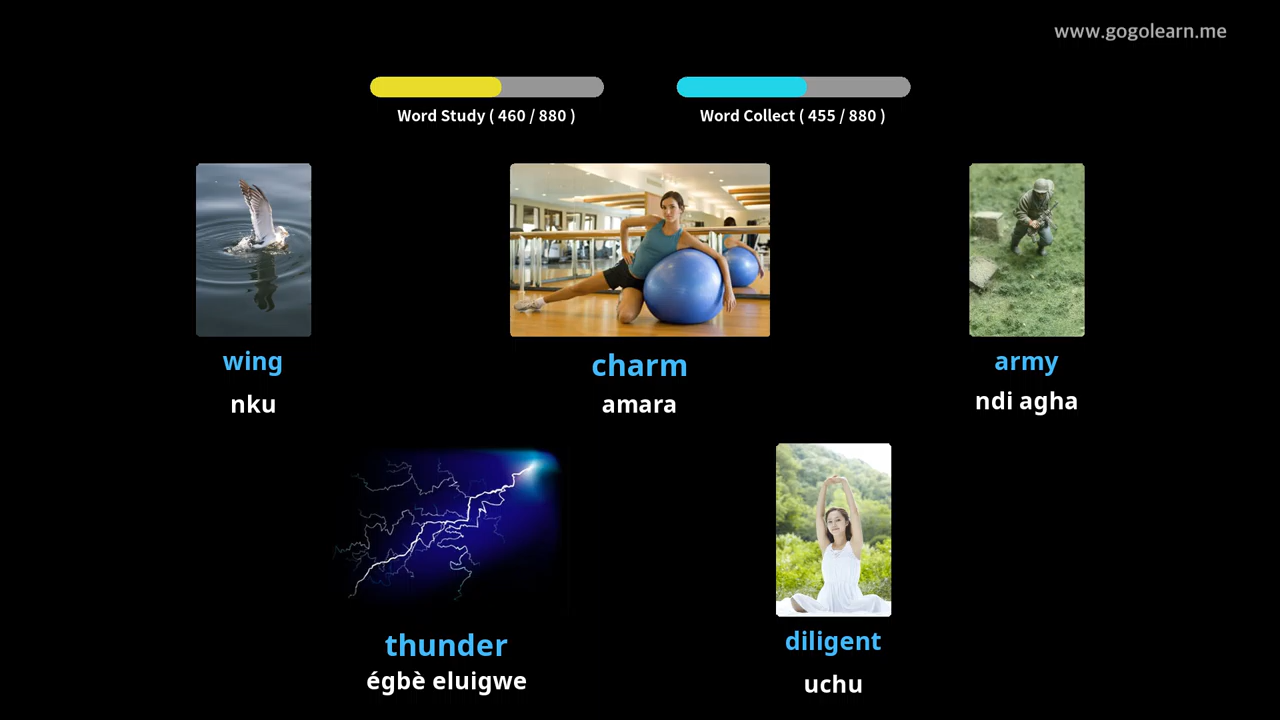 www.gogolearn.me
Word Study ( 460 / 880 )
Word Collect ( 455 / 880 )
wing
nku
charm
amara
army
ndi agha
thunder
égbè eluigwe
diligent
uchu